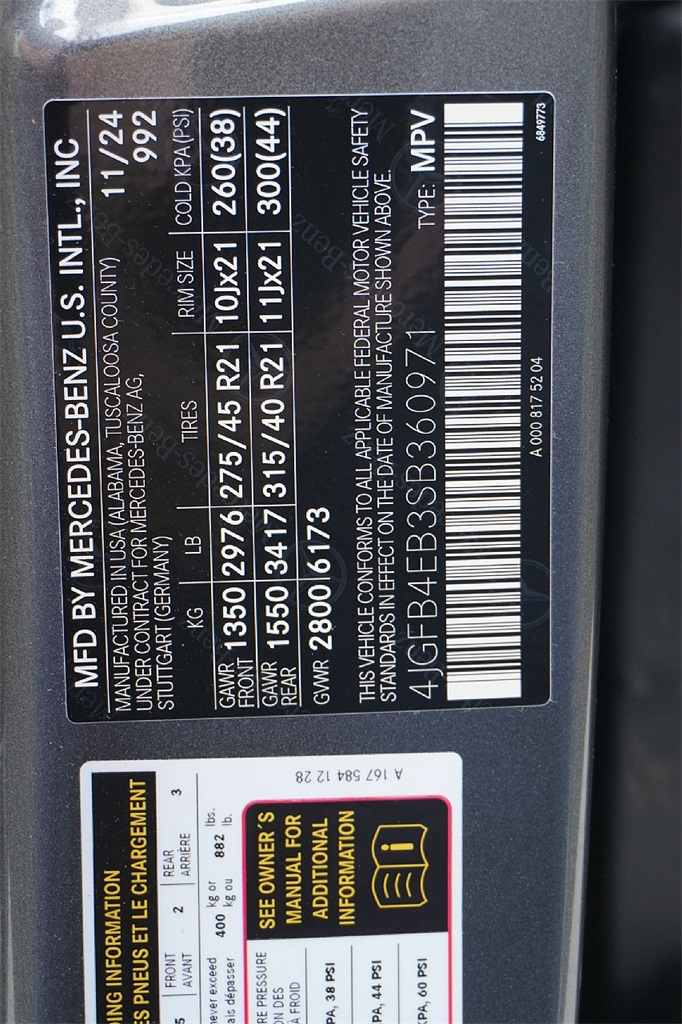 MFD BY MERCEDES-BENZ U.S. INTL., INC
MANUFACTURED IN USA (ALABAMA, TUSCALOOSA COUNTY) 11/24
UNDER CONTRACT FOR MERCEDES-BENZ AG, 992
STUTTGART (GERMANY)
KG LB TIRES RIM SIZE COLD KPA (PSI)
GAWR FRONT 1350 2976 275/45 R21 10Jx21 260(38)
GAWR REAR 1550 3417 315/40 R21 11Jx21 300(44)
GVWR 2800 6173
THIS VEHICLE CONFORMS TO ALL APPLICABLE FEDERAL MOTOR VEHICLE SAFETY
STANDARDS IN EFFECT ON THE DATE OF MANUFACTURE SHOWN ABOVE.
4JGFB4EB3SB360971 TYPE: MPV
A 000 817 52 04 6849773
DING INFORMATION
ES PNEUS ET LE CHARGEMENT
5 FRONT AVANT 2 REAR ARRIÈRE 3
never exceed 400 kg or 882 lbs.
ais dépasser kg ou lb.
RE PRESSURE
ON DES
À FROID
PA, 38 PSI
PA, 44 PSI
KPA, 60 PSI
SEE OWNER'S
MANUAL FOR
ADDITIONAL
INFORMATION
A 167 584 12 28